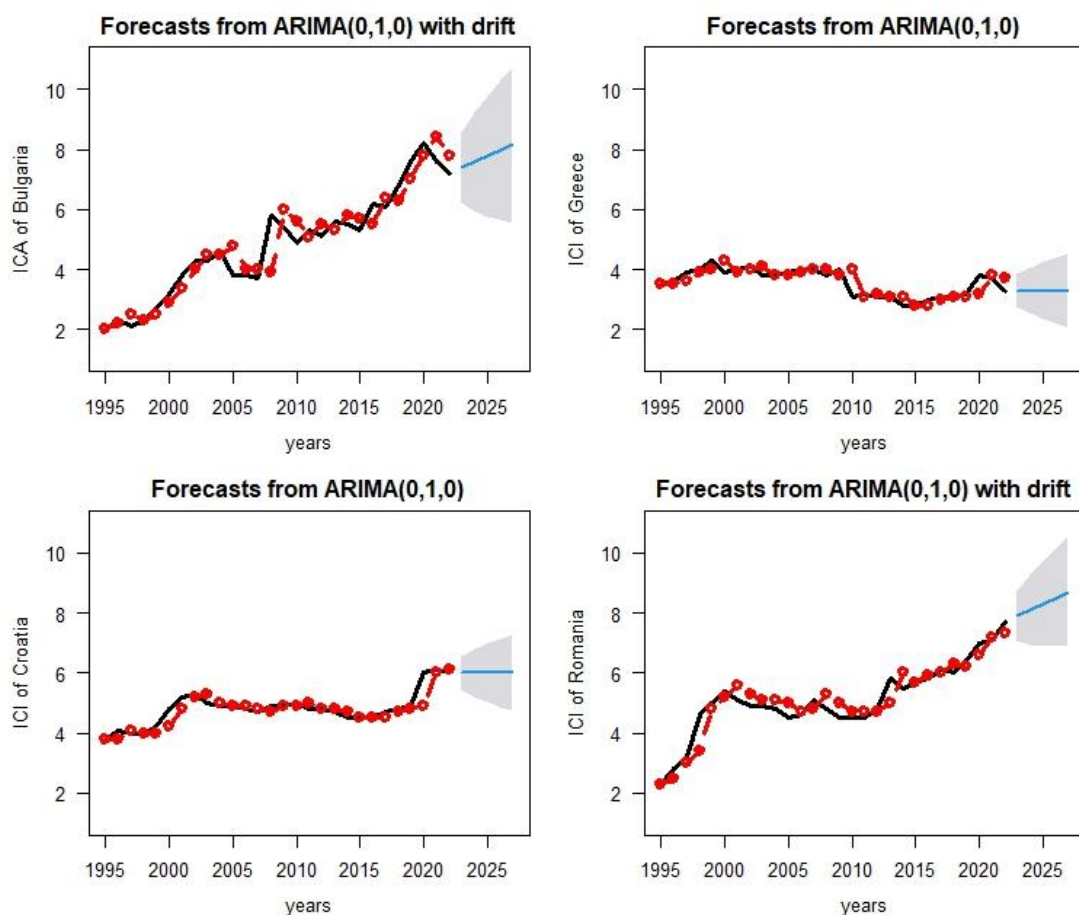 Forecasts from ARIMA(0,1,0) with drift
ICA of Bulgaria
10
8
6
4
2
1995 2000 2005 2010 2015 2020 2025
years
Forecasts from ARIMA(0,1,0)
ICI of Greece
10
8
6
4
2
1995 2000 2005 2010 2015 2020 2025
years
Forecasts from ARIMA(0,1,0)
ICI of Croatia
10
8
6
4
2
1995 2000 2005 2010 2015 2020 2025
years
Forecasts from ARIMA(0,1,0) with drift
ICI of Romania
10
8
6
4
2
1995 2000 2005 2010 2015 2020 2025
years